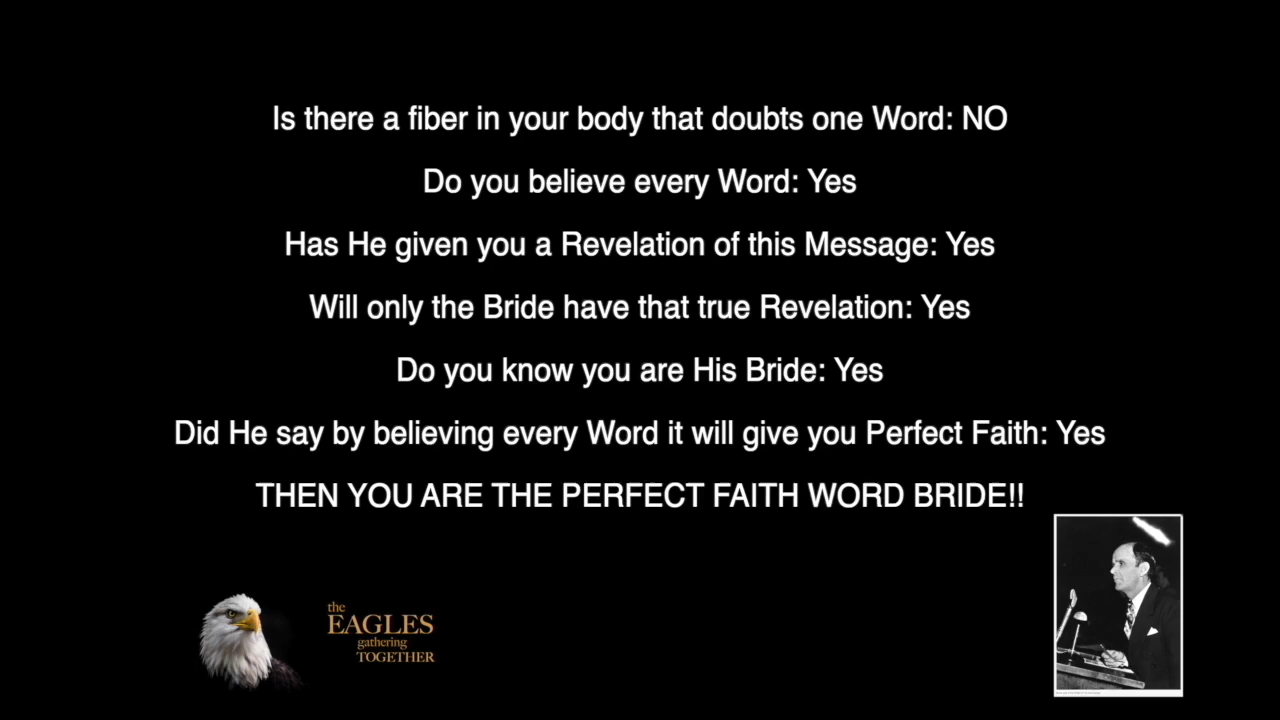 Is there a fiber in your body that doubts one Word: NO
Do you believe every Word: Yes
Has He given you a Revelation of this Message: Yes
Will only the Bride have that true Revelation: Yes
Do you know you are His Bride: Yes
Did He say by believing every Word it will give you Perfect Faith: Yes
THEN YOU ARE THE PERFECT FAITH WORD BRIDE!!
the
EAGLES
gathering
TOGETHER